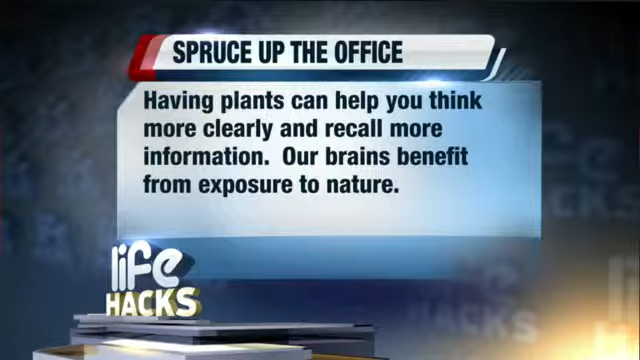 SPRUCE UP THE OFFICE
Having plants can help you think
more clearly and recall more
information.  Our brains benefit
from exposure to nature.
life
HACKS
HACKS